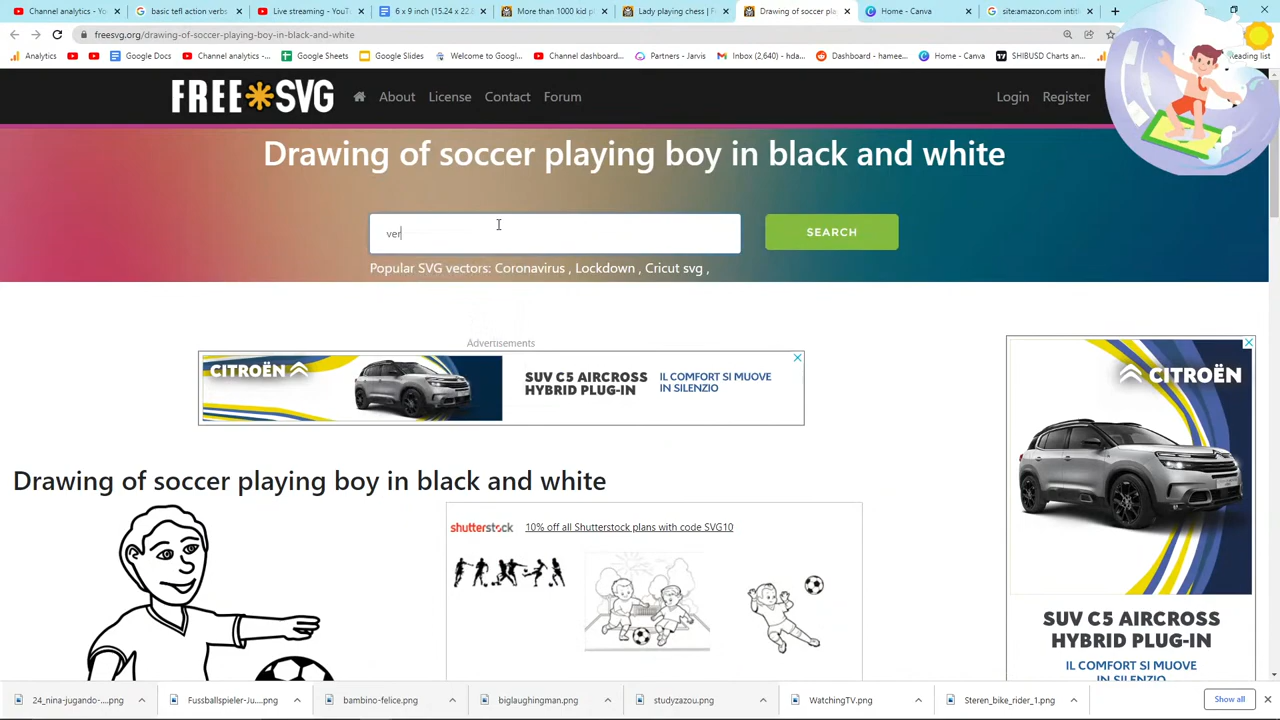 Channel analytics - Yo
basic tefl action verbs
Live streaming - YouT
6 x 9 inch (15.24 x 22.8
More than 1000 kid pl
Lady playing chess | F
Drawing of soccer pla
Home - Canva
site:amazon.com intitl
freesvg.org/drawing-of-soccer-playing-boy-in-black-and-white
Analytics
Google Docs
Channel analytics -...
Google Sheets
Google Slides
Welcome to Googl...
Channel dashboard...
Partners - Jarvis
Inbox (2,640) - hda...
Dashboard - hamee...
Home - Canva
SHIBUSD Charts an...
Reading list
FREE SVG
About
License
Contact
Forum
Login
Register
Drawing of soccer playing boy in black and white
ver
SEARCH
Popular SVG vectors: Coronavirus , Lockdown , Cricut svg ,
Advertisements
CITROËN
SUV C5 AIRCROSS
HYBRID PLUG-IN
IL COMFORT SI MUOVE
IN SILENZIO
CITROËN
SUV C5 AIRCROSS
HYBRID PLUG-IN
IL COMFORT SI MUOVE
IN SILENZIO
Drawing of soccer playing boy in black and white
shutterstock
10% off all Shutterstock plans with code SVG10
24_nina-jugando-....png
Fussballspieler-Ju....png
bambino-felice.png
biglaughman.png
studyzazou.png
WatchingTV.png
Steren_bike_rider_1.png
Show all